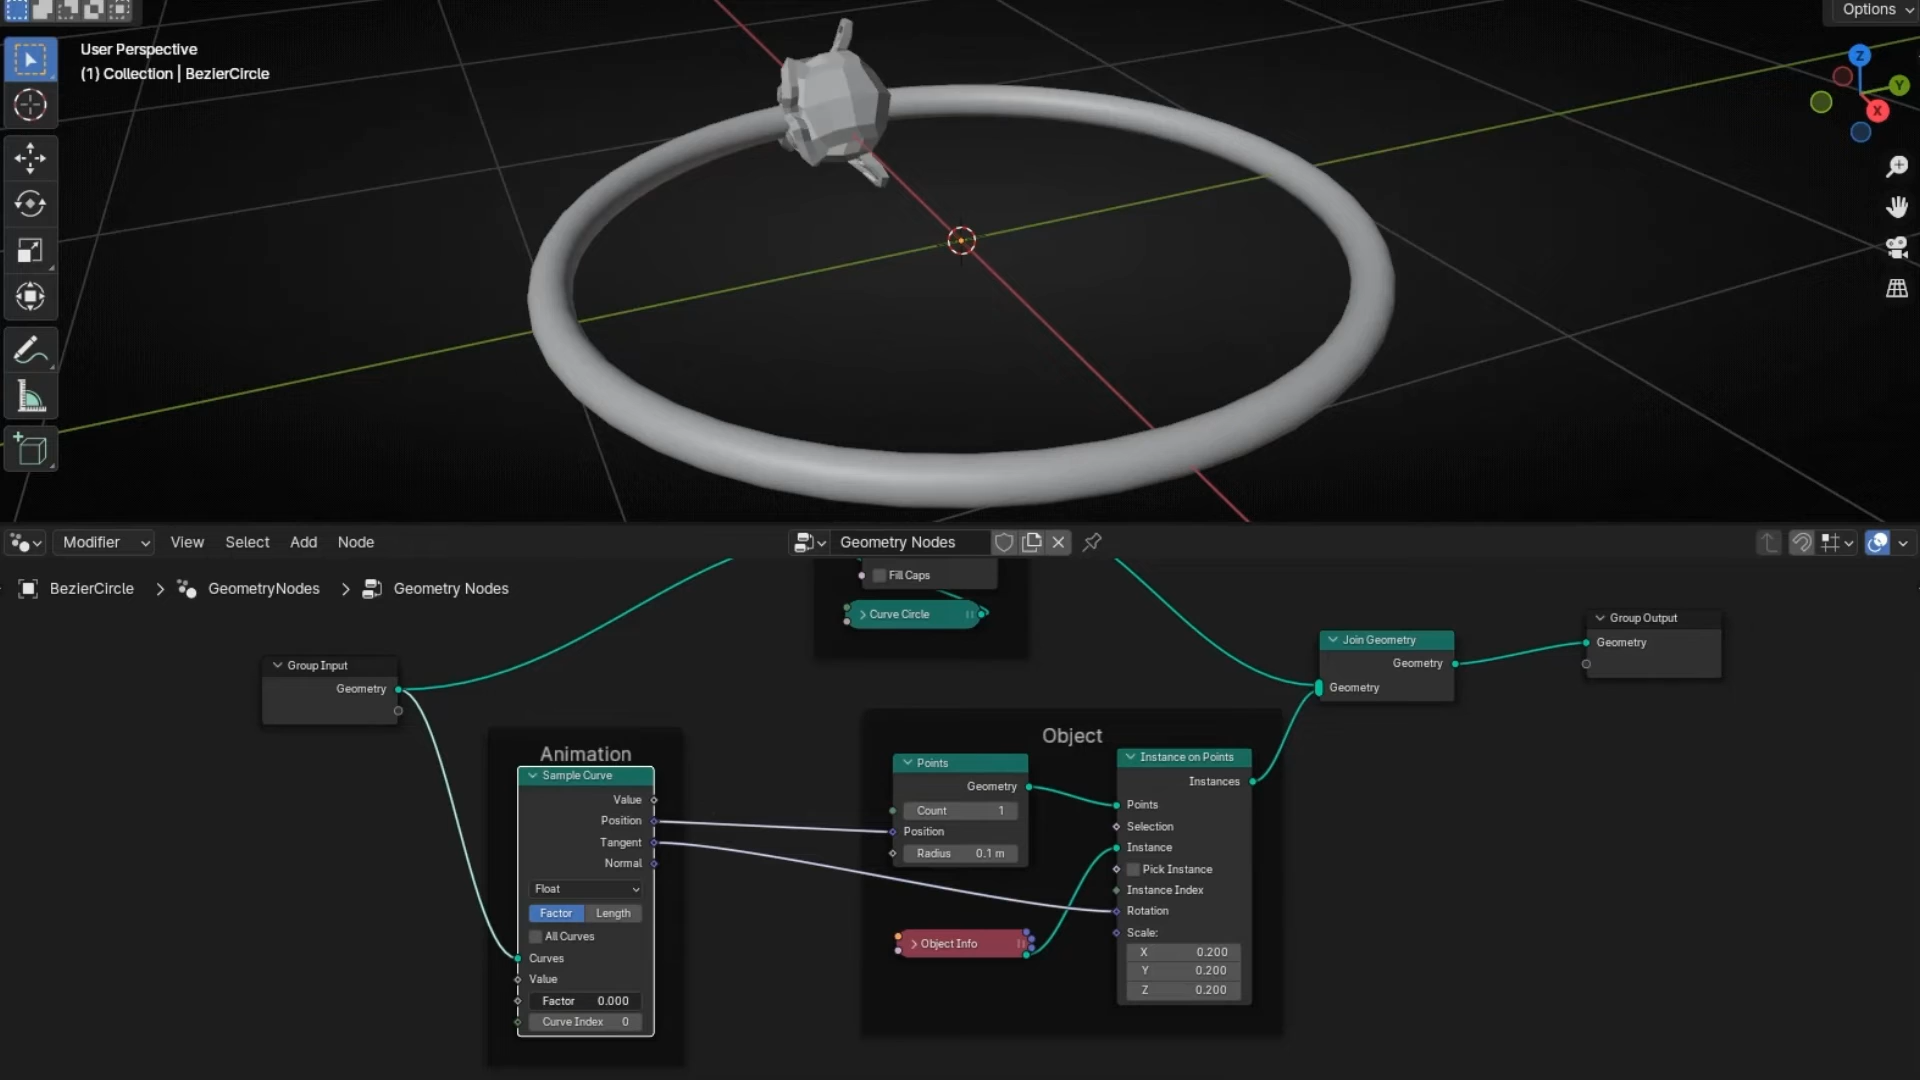 Options
User Perspective
(1) Collection | BezierCircle
Z
Y
X
Modifier
View
Select
Add
Node
Geometry Nodes
BezierCircle
GeometryNodes
Geometry Nodes
Fill Caps
Curve Circle
Group Input
Geometry
Join Geometry
Geometry
Geometry
Group Output
Geometry
Animation
Sample Curve
Value
Position
Tangent
Normal
Float
Factor Length
All Curves
Curves
Value
Factor 0.000
Curve Index 0
Object
Points
Geometry
Count 1
Position
Radius 0.1 m
Object Info
Instance on Points
Instances
Points
Selection
Instance
Pick Instance
Instance Index
Rotation
Scale:
X 0.200
Y 0.200
Z 0.200